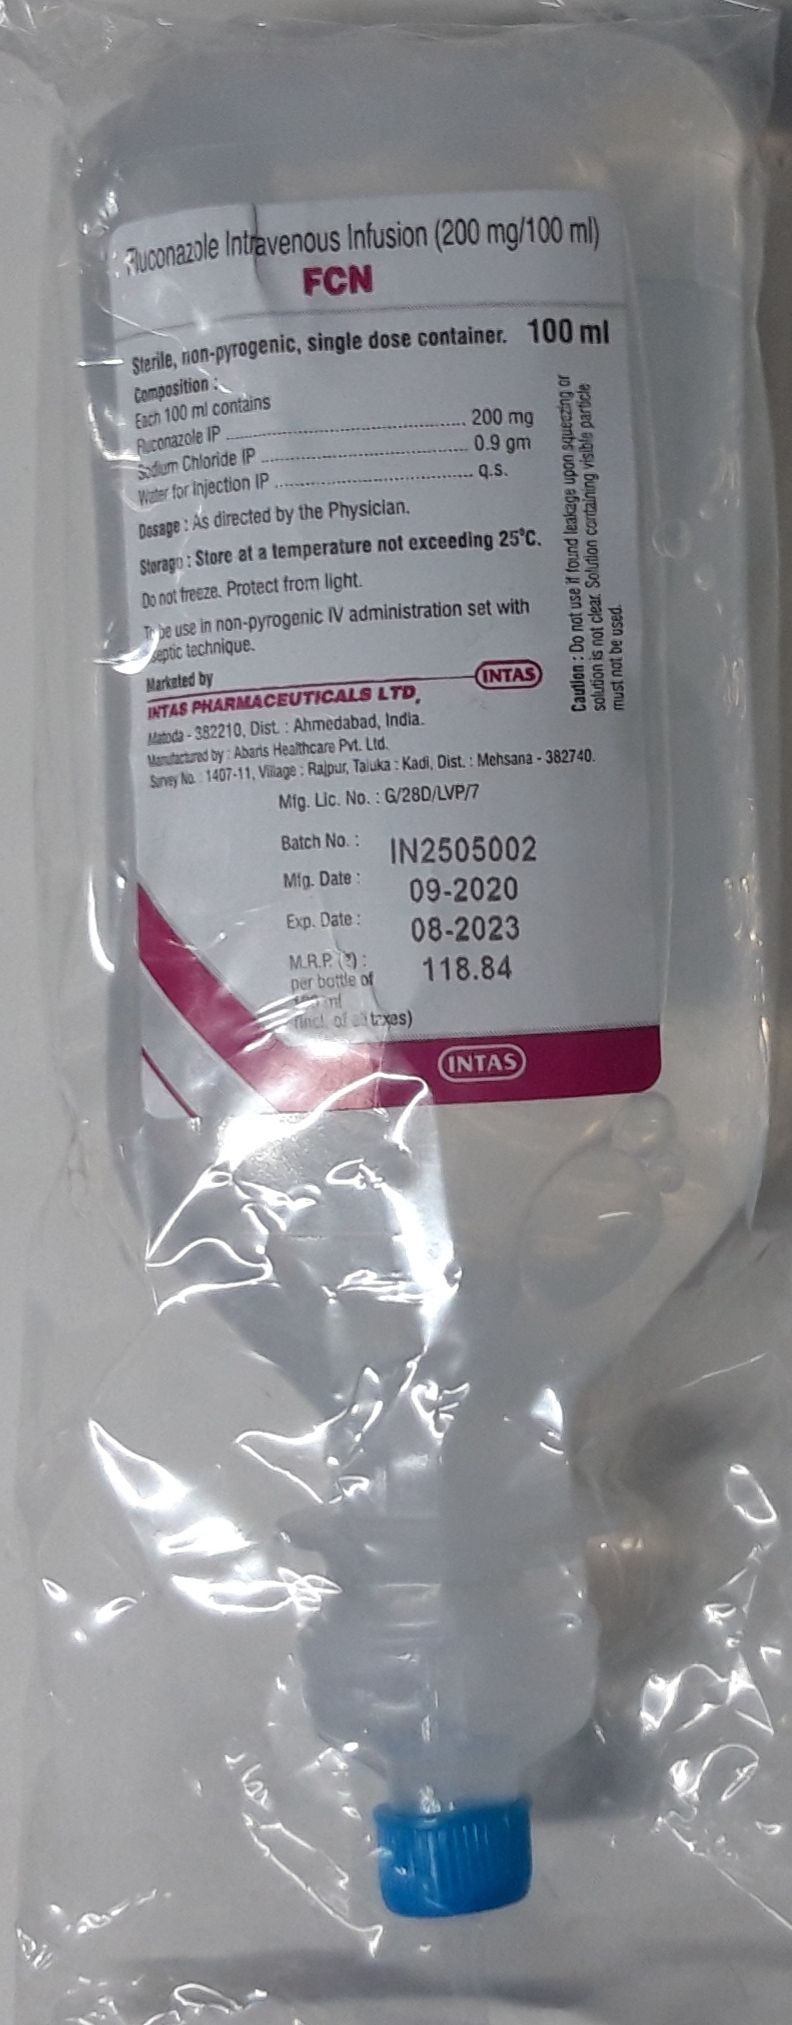 Fluconazole Intravenous Infusion (200 mg/100 ml)
FCN
Sterile, non-pyrogenic, single dose container. 100 ml
Composition :
Each 100 ml contains
Fluconazole IP ........................................ 200 mg
Sodium Chloride IP ........................................ 0.9 gm
Water for Injection IP ........................................ q.s.
Dosage : As directed by the Physician.
Storage : Store at a temperature not exceeding 25°C.
Do not freeze. Protect from light.
To be use in non-pyrogenic IV administration set with
septic technique.
Marketed by
INTAS PHARMACEUTICALS LTD,
INTAS
Matoda - 382210, Dist. : Ahmedabad, India.
Manufactured by : Abaris Healthcare Pvt. Ltd.
Survey No. : 1407-11, Village : Rajpur, Taluka : Kadi, Dist. : Mehsana - 382740.
Mfg. Lic. No. : G/28D/LVP/7
Batch No. : IN2505002
Mfg. Date : 09-2020
Exp. Date : 08-2023
M.R.P. (₹) : 118.84
per bottle of
100 ml
(incl. of all taxes)
INTAS
Caution : Do not use if found leakage upon squeezing or
solution is not clear. Solution containing visible particle
must not be used.